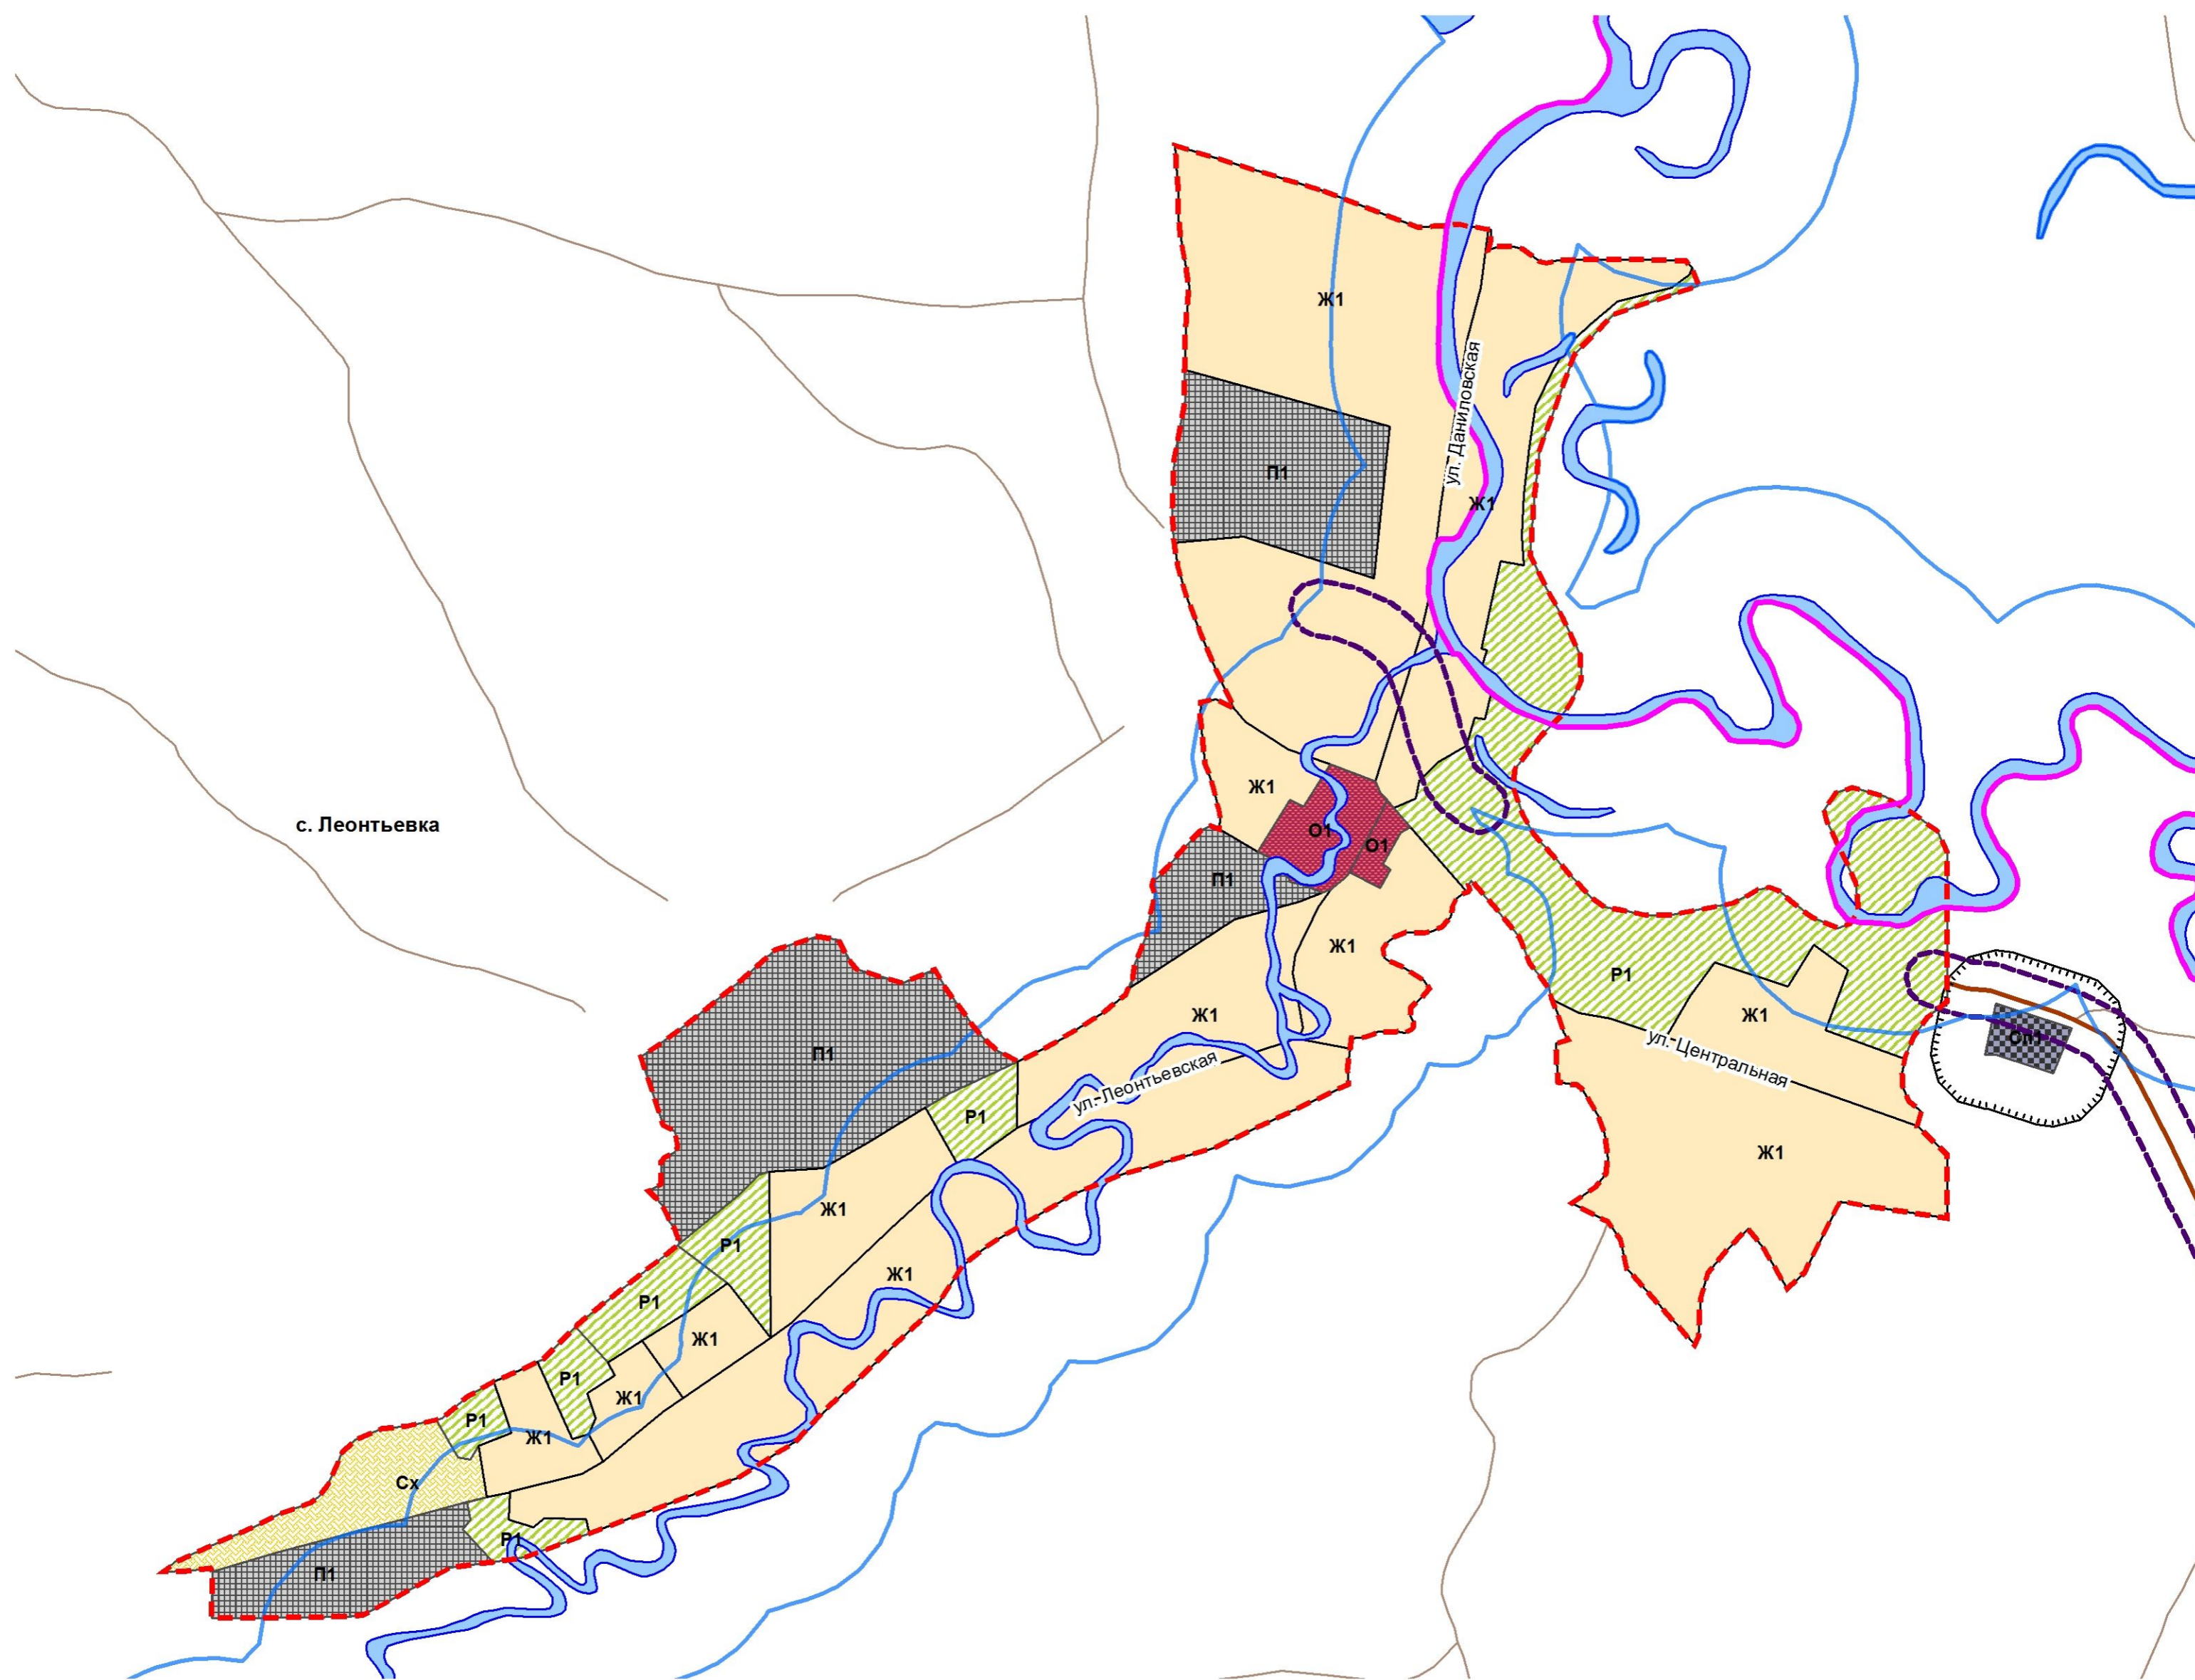 Ж1
ул. Даниловская
П1
Ж1
Ж1
с. Леонтьевка
О1
О1
П1
Ж1
Р1
Ж1
Ж1
Сп1
ул. Центральная
П1
ул. Леонтьевская
Р1
Ж1
Ж1
Р1
Ж1
Р1
Ж1
Р1
Ж1
Р1
Ж1
Сх
Р1
П1